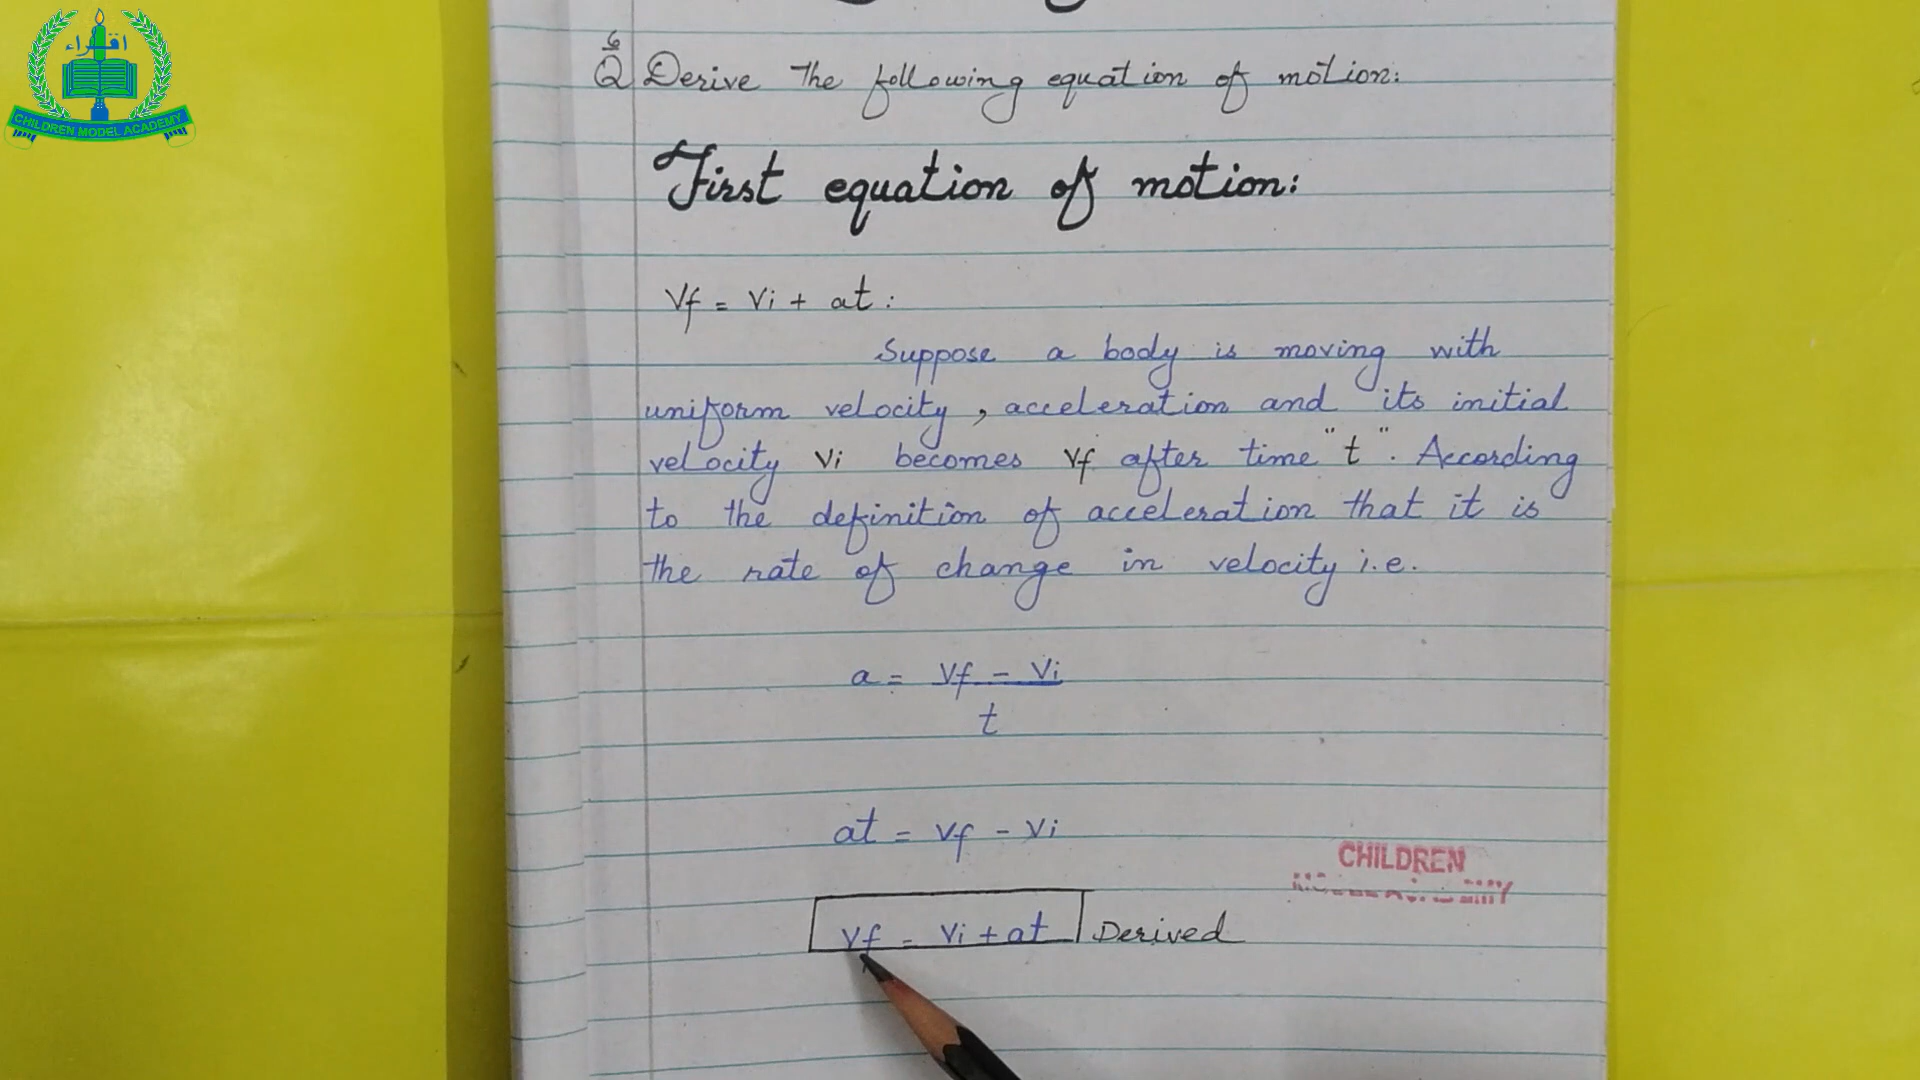 اقراء
CHILDREN MODEL ACADEMY
6
Q Derive the following equation of motion:
First equation of motion:
Vf = Vi + at :
Suppose a body is moving with
uniform velocity, acceleration and its initial
velocity Vi becomes Vf after time "t". According
to the definition of acceleration that it is
the rate of change in velocity i.e.
a = Vf - Vi
t
at = Vf - Vi
CHILDREN
Vf = Vi + at Derived